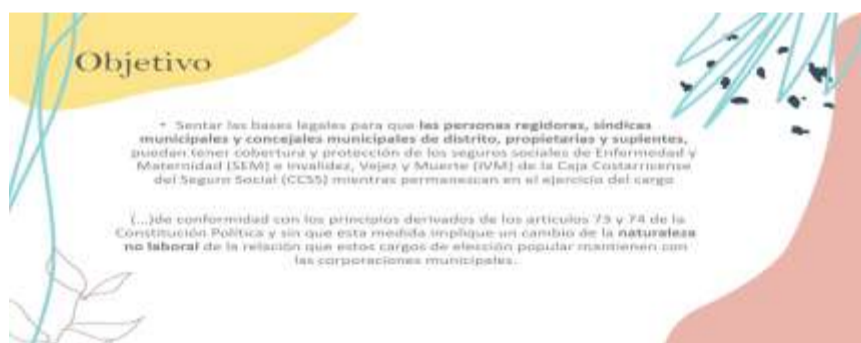 Objetivo
• Sentar las bases legales para que las personas regidoras, síndicas
municipales y concejales municipales de distrito, propietarias y suplentes,
puedan tener cobertura y protección de los seguros sociales de Enfermedad y
Maternidad (SEM) e Invalidez, Vejez y Muerte (IVM) de la Caja Costarricense
del Seguro Social (CCSS) mientras permanezcan en el ejercicio del cargo
(...)de conformidad con los principios derivados de los artículos 73 y 74 de la
Constitución Política y sin que esta medida implique un cambio de la naturaleza
no laboral de la relación que estos cargos de elección popular mantienen con
las corporaciones municipales.